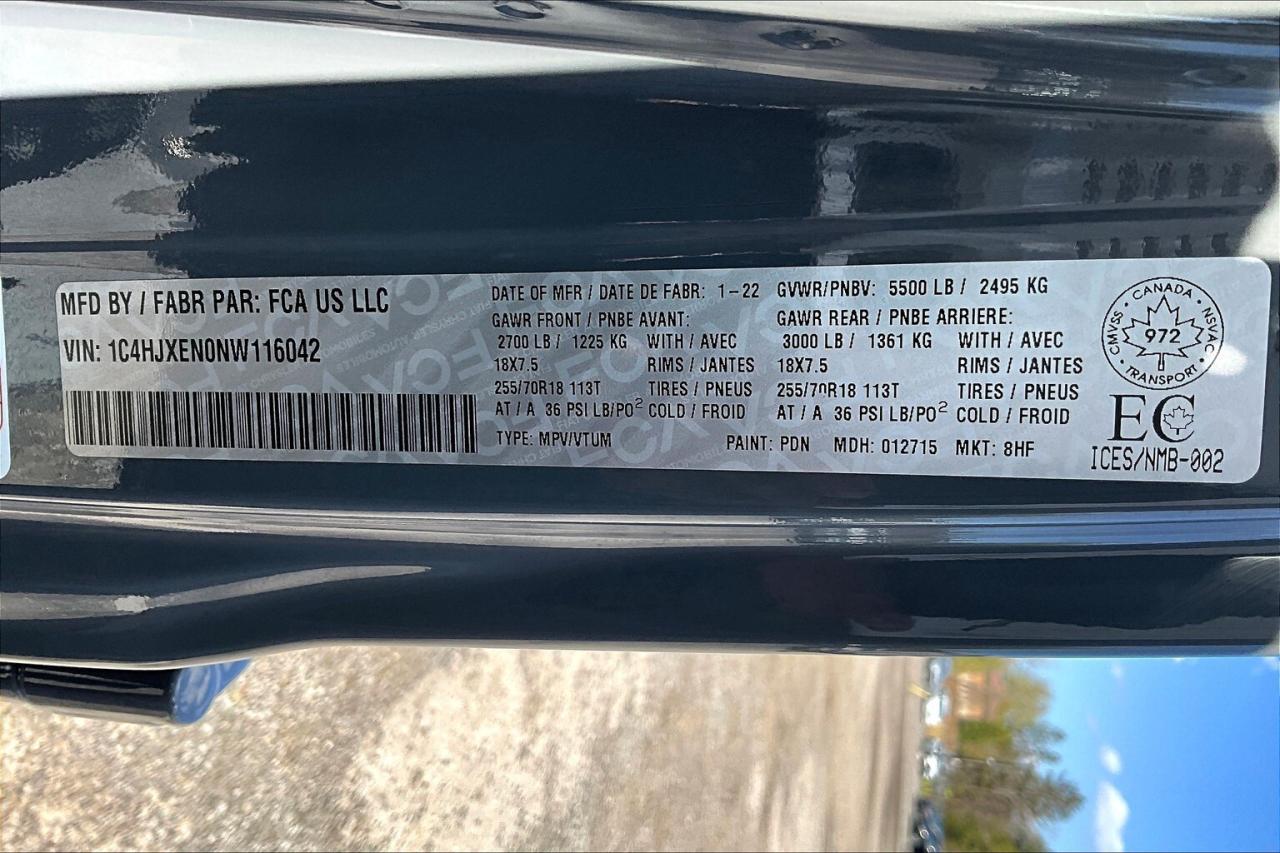 MFD BY / FABR PAR: FCA US LLC
VIN: 1C4HJXEN0NW116042
DATE OF MFR / DATE DE FABR: 1-22
GVWR/PNBV: 5500 LB / 2495 KG
GAWR FRONT / PNBE AVANT:
2700 LB / 1225 KG WITH / AVEC
18X7.5 RIMS / JANTES
255/70R18 113T TIRES / PNEUS
AT / A 36 PSI LB/PO² COLD / FROID
GAWR REAR / PNBE ARRIERE:
3000 LB / 1361 KG WITH / AVEC
18X7.5 RIMS / JANTES
255/70R18 113T TIRES / PNEUS
AT / A 36 PSI LB/PO² COLD / FROID
TYPE: MPV/VTUM PAINT: PDN MDH: 012715 MKT: 8HF
CANADA
CMVSS • NSVAC
972
TRANSPORT
EC
ICES/NMB-002